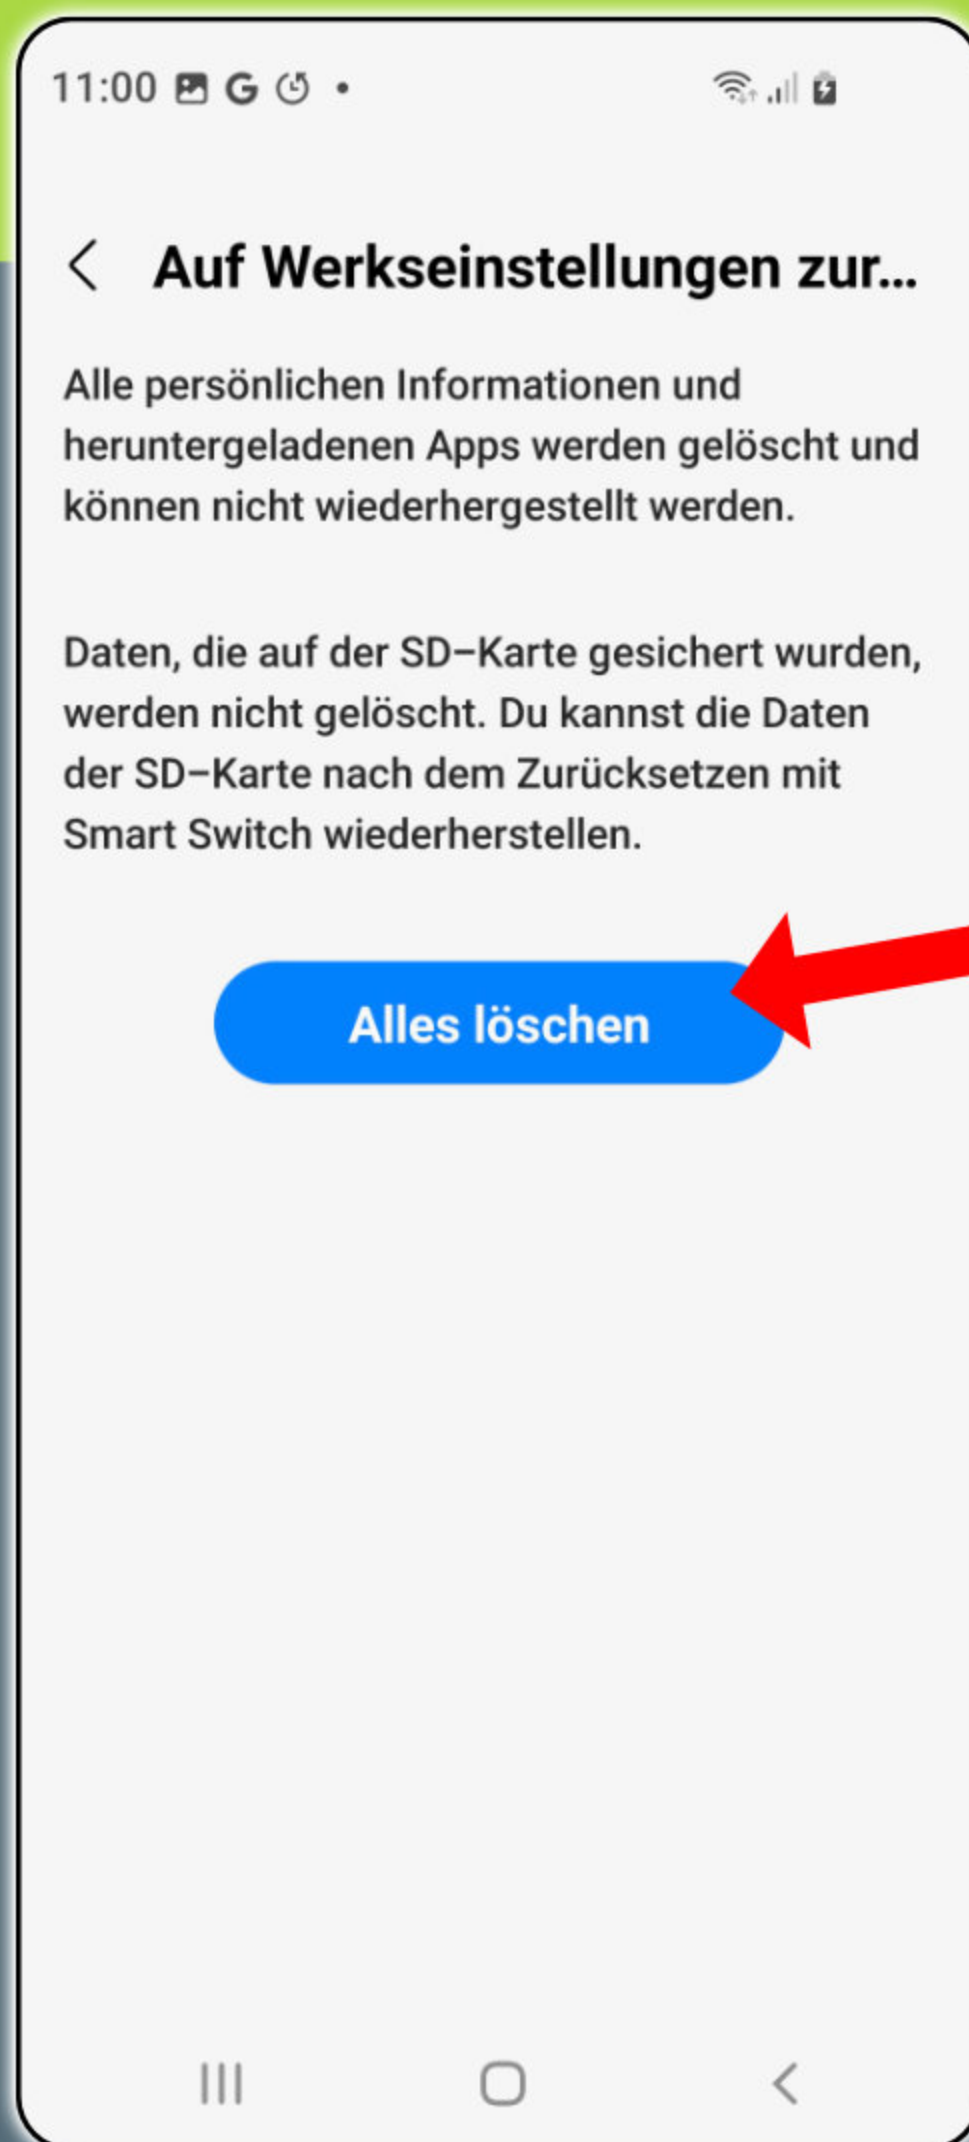 11:00 G
Auf Werkseinstellungen zur...
Alle persönlichen Informationen und
heruntergeladenen Apps werden gelöscht und
können nicht wiederhergestellt werden.
Daten, die auf der SD-Karte gesichert wurden,
werden nicht gelöscht. Du kannst die Daten
der SD-Karte nach dem Zurücksetzen mit
Smart Switch wiederherstellen.
Alles löschen